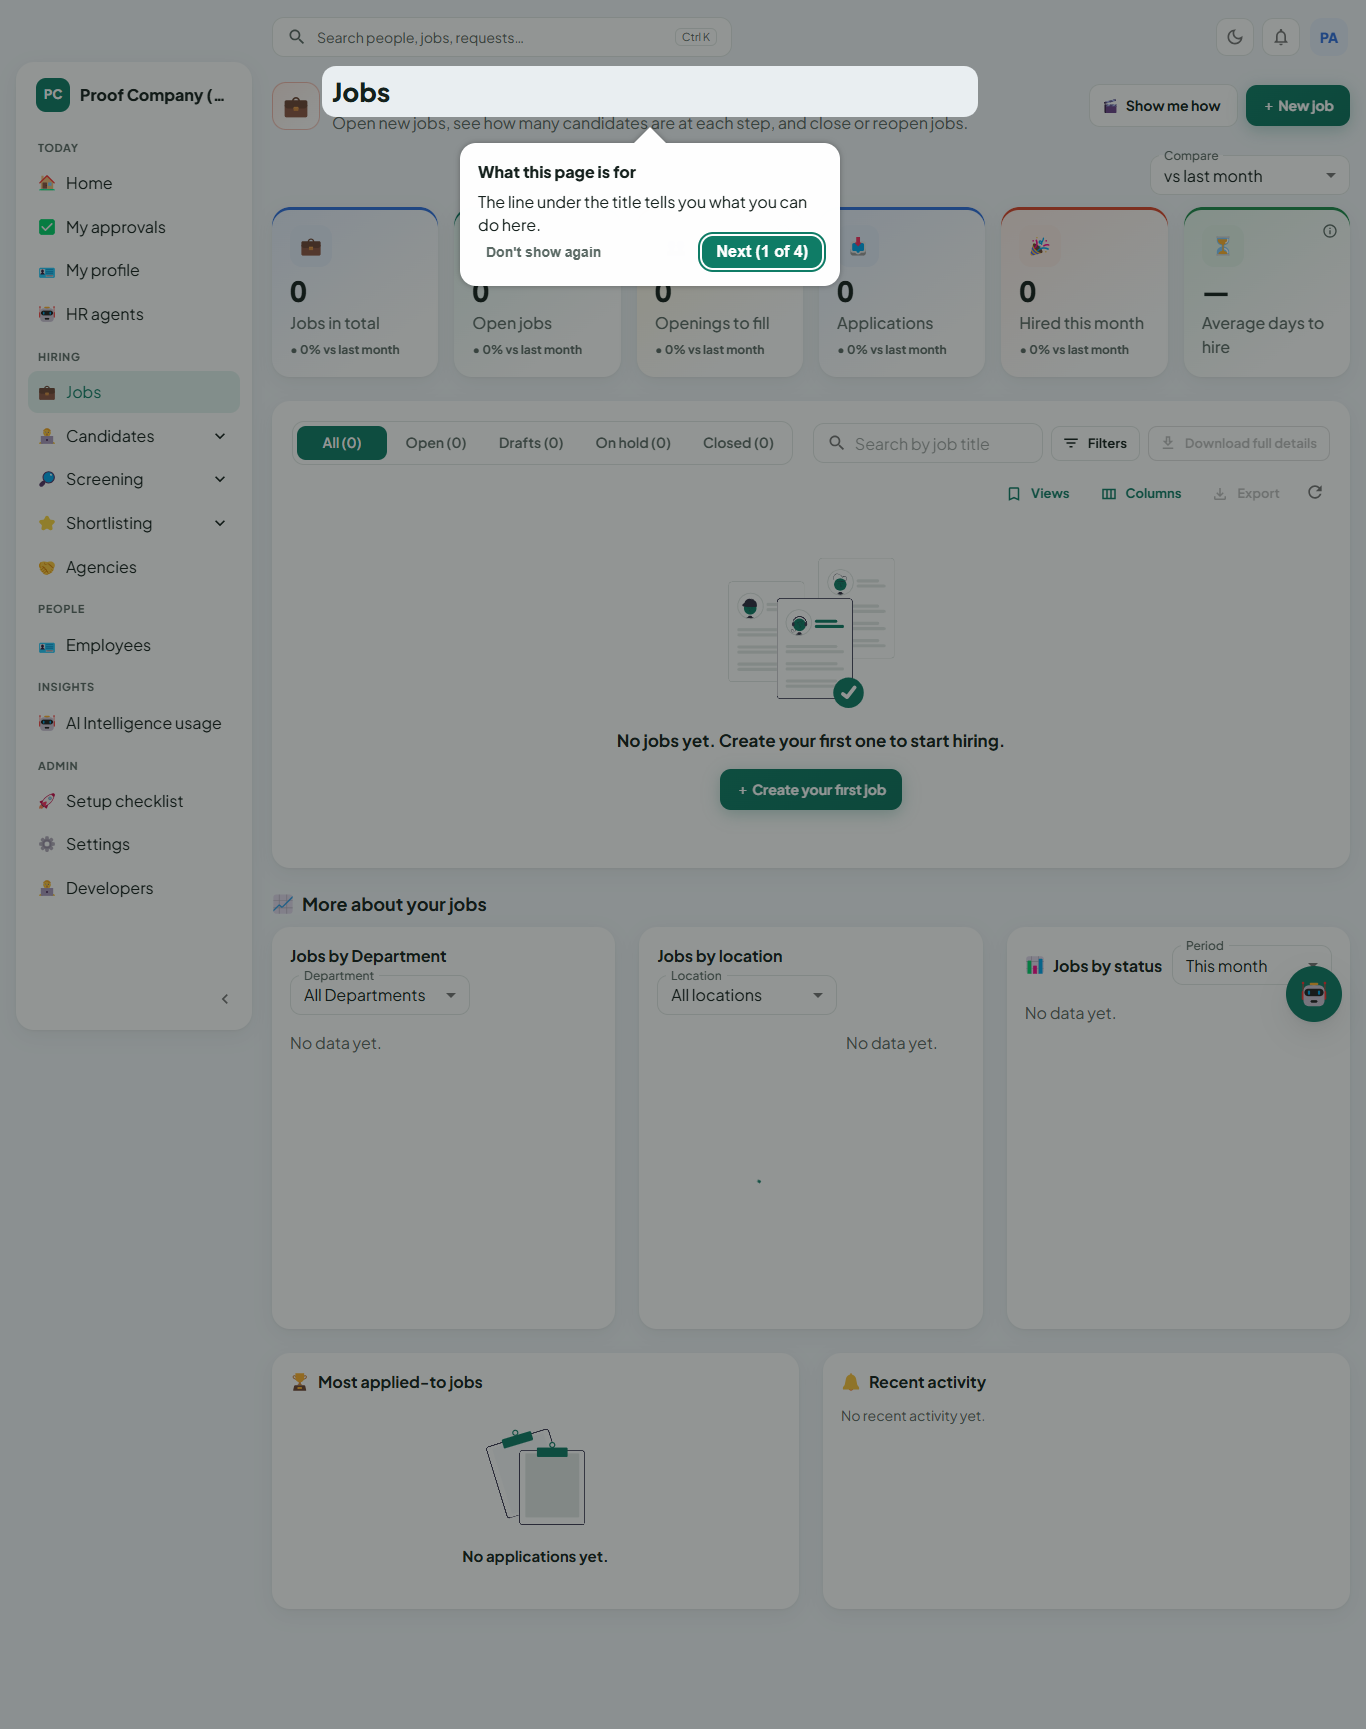 Search people, jobs, requests...
Ctrl K
PA
PC
Proof Company (...
TODAY
Home
My approvals
My profile
HR agents
HIRING
Jobs
Candidates
Screening
Shortlisting
Agencies
PEOPLE
Employees
INSIGHTS
AI Intelligence usage
ADMIN
Setup checklist
Settings
Developers
Jobs
Open new jobs, see how many candidates are at each step, and close or reopen jobs.
Show me how
+ New job
What this page is for
The line under the title tells you what you can
do here.
Don't show again
Next (1 of 4)
Compare
vs last month
0
Jobs in total
• 0% vs last month
0
Open jobs
• 0% vs last month
0
Openings to fill
• 0% vs last month
0
Applications
• 0% vs last month
0
Hired this month
• 0% vs last month
—
Average days to
hire
All (0)
Open (0)
Drafts (0)
On hold (0)
Closed (0)
Search by job title
Filters
Download full details
Views
Columns
Export
No jobs yet. Create your first one to start hiring.
+ Create your first job
More about your jobs
Jobs by Department
Department
All Departments
No data yet.
Jobs by location
Location
All locations
No data yet.
Jobs by status
Period
This month
No data yet.
Most applied-to jobs
No applications yet.
Recent activity
No recent activity yet.